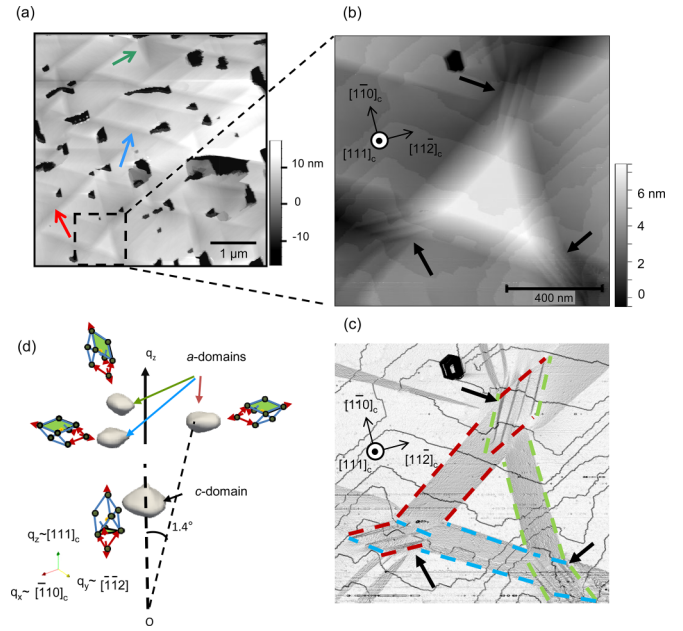 (a)
10 nm
0
-10
1 µm
(b)
[11̅0]c
[111]c
[112̅]c
6 nm
4
2
0
400 nm
(c)
[11̅0]c
[111]c
[112̅]c
(d)
qz
a-domains
c-domain
1.4°
qz~[111]c
qx~ [1̅10]c
qy~ [1̅1̅2]
O